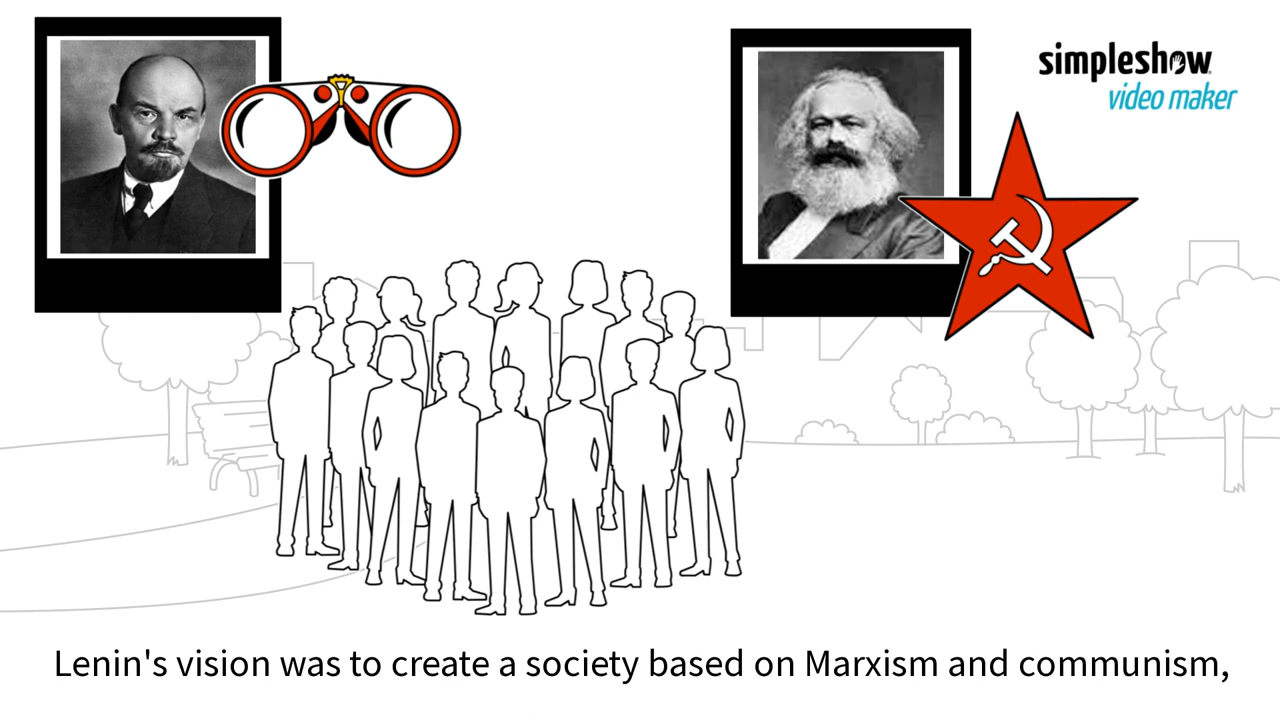 simpleshow
video maker
Lenin's vision was to create a society based on Marxism and communism,